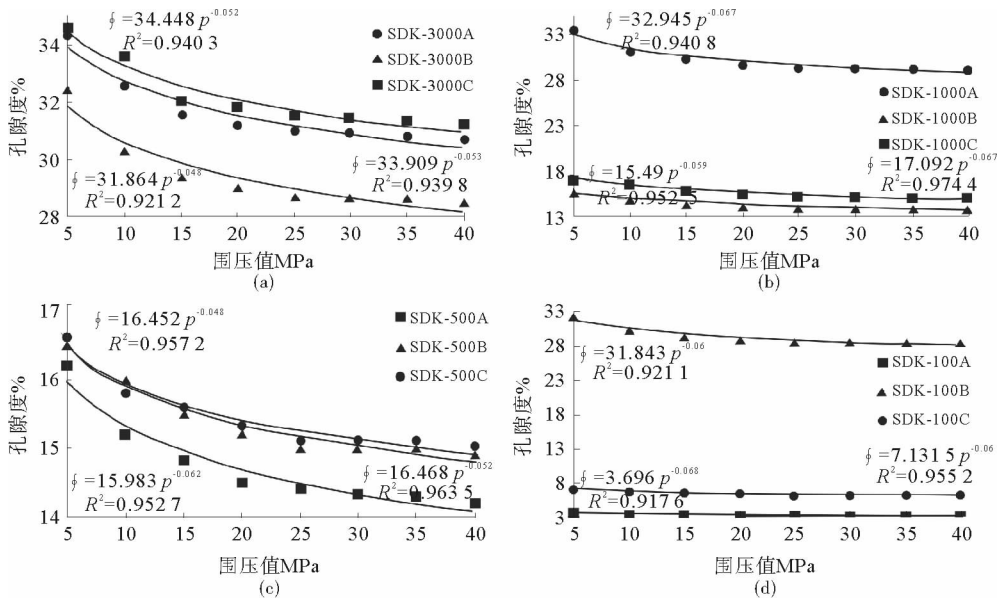 (a)
∮=34.448 p^-0.052
R²=0.940 3
SDK-3000A
SDK-3000B
SDK-3000C
34
32
30
28
孔隙度%
∮=31.864 p^-0.048
R²=0.921 2
33.909 p^-0.053
R²=0.939 8
5 10 15 20 25 30 35 40
围压值MPa
(a)
(b)
∮=32.945 p^-0.067
R²=0.940 8
SDK-1000A
SDK-1000B
SDK-1000C
38
33
28
23
18
13
孔隙度%
∮=15.49 p^-0.059
R²=0.952 5
∮=17.092 p^-0.067
R²=0.974 4
5 10 15 20 25 30 35 40
围压值MPa
(b)
∮=16.452 p^-0.048
R²=0.957 2
SDK-500A
SDK-500B
SDK-500C
17
16
15
14
孔隙度%
∮=15.983 p^-0.062
R²=0.952 7
∮=16.468 p^-0.052
R²=0.963 5
5 10 15 20 25 30 35 40
围压值MPa
(c)
33
28
23
18
13
8
3
孔隙度%
∮=31.843 p^-0.06
R²=0.921 1
SDK-100A
SDK-100B
SDK-100C
∮=3.696 p^-0.068
R²=0.917 6
∮=7.131 5 p^-0.06
R²=0.955 2
5 10 15 20 25 30 35 40
围压值MPa
(d)